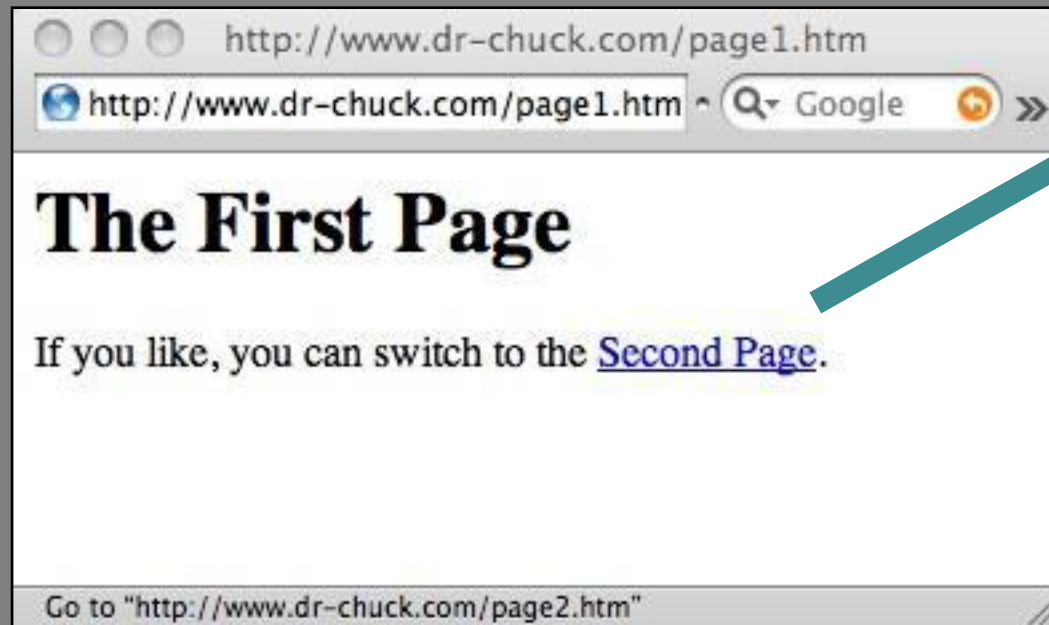 http://www.dr-chuck.com/page1.htm
http://www.dr-chuck.com/page1.htm Google
The First Page
If you like, you can switch to the Second Page.
Go to "http://www.dr-chuck.com/page2.htm"